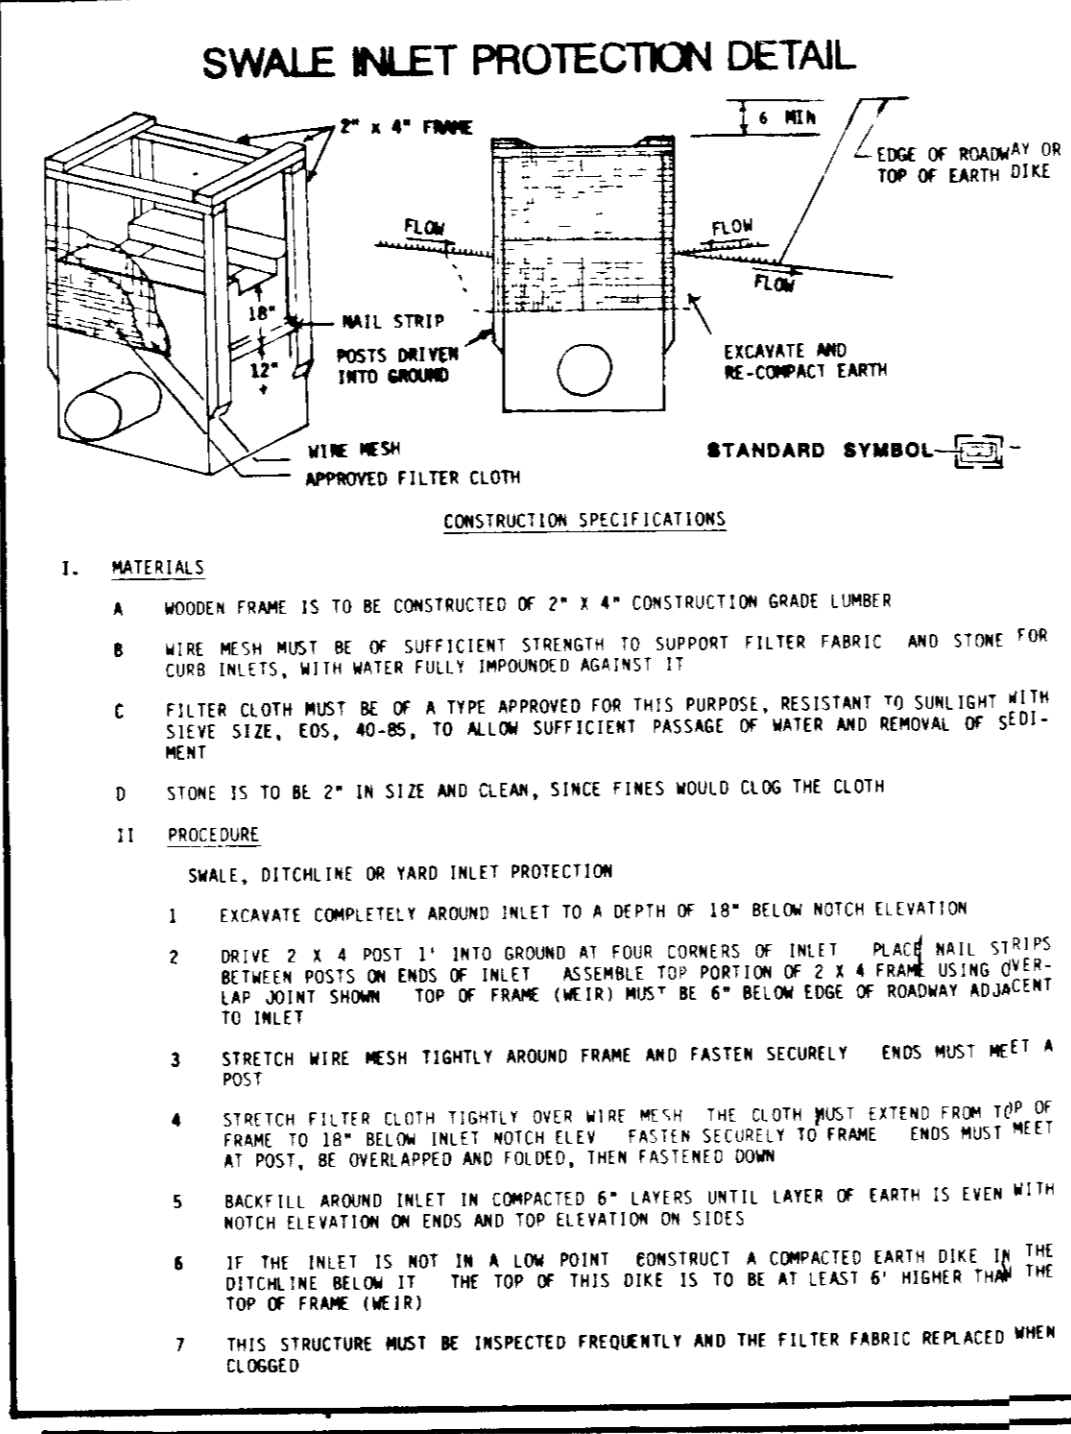 SWALE INLET PROTECTION DETAIL
2" x 4" FRAME
6 MIN
EDGE OF ROADWAY OR
TOP OF EARTH DIKE
FLOW
FLOW
FLOW
18"
NAIL STRIP
12"
POSTS DRIVEN
INTO GROUND
EXCAVATE AND
RE-COMPACT EARTH
WIRE MESH
APPROVED FILTER CLOTH
STANDARD SYMBOL
CONSTRUCTION SPECIFICATIONS
I. MATERIALS
A WOODEN FRAME IS TO BE CONSTRUCTED OF 2" X 4" CONSTRUCTION GRADE LUMBER
B WIRE MESH MUST BE OF SUFFICIENT STRENGTH TO SUPPORT FILTER FABRIC AND STONE FOR
CURB INLETS, WITH WATER FULLY IMPOUNDED AGAINST IT
C FILTER CLOTH MUST BE OF A TYPE APPROVED FOR THIS PURPOSE, RESISTANT TO SUNLIGHT WITH
SIEVE SIZE, EOS, 40-85, TO ALLOW SUFFICIENT PASSAGE OF WATER AND REMOVAL OF SEDI-
MENT
D STONE IS TO BE 2" IN SIZE AND CLEAN, SINCE FINES WOULD CLOG THE CLOTH
II PROCEDURE
SWALE, DITCHLINE OR YARD INLET PROTECTION
1 EXCAVATE COMPLETELY AROUND INLET TO A DEPTH OF 18" BELOW NOTCH ELEVATION
2 DRIVE 2 X 4 POST 1' INTO GROUND AT FOUR CORNERS OF INLET PLACE NAIL STRIPS
BETWEEN POSTS ON ENDS OF INLET ASSEMBLE TOP PORTION OF 2 X 4 FRAME USING OVER-
LAP JOINT SHOWN TOP OF FRAME (WEIR) MUST BE 6" BELOW EDGE OF ROADWAY ADJACENT
TO INLET
3 STRETCH WIRE MESH TIGHTLY AROUND FRAME AND FASTEN SECURELY ENDS MUST MEET A
POST
4 STRETCH FILTER CLOTH TIGHTLY OVER WIRE MESH THE CLOTH MUST EXTEND FROM TOP OF
FRAME TO 18" BELOW INLET NOTCH ELEV FASTEN SECURELY TO FRAME ENDS MUST MEET
AT POST, BE OVERLAPPED AND FOLDED, THEN FASTENED DOWN
5 BACKFILL AROUND INLET IN COMPACTED 6" LAYERS UNTIL LAYER OF EARTH IS EVEN WITH
NOTCH ELEVATION ON ENDS AND TOP ELEVATION ON SIDES
6 IF THE INLET IS NOT IN A LOW POINT CONSTRUCT A COMPACTED EARTH DIKE IN THE
DITCHLINE BELOW IT THE TOP OF THIS DIKE IS TO BE AT LEAST 6' HIGHER THAN THE
TOP OF FRAME (WEIR)
7 THIS STRUCTURE MUST BE INSPECTED FREQUENTLY AND THE FILTER FABRIC REPLACED WHEN
CLOGGED